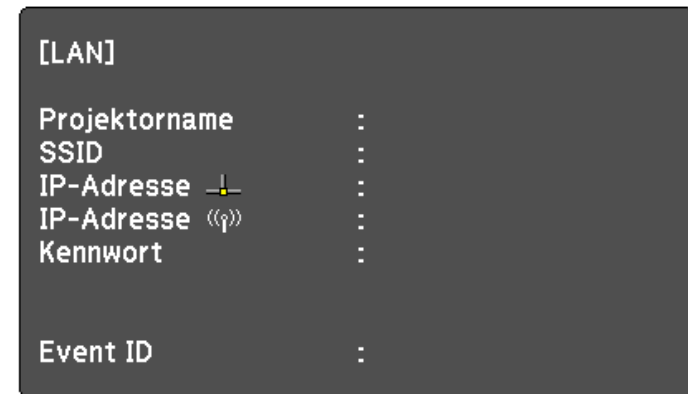 [LAN]
Projektorname :
SSID :
IP-Adresse :
IP-Adresse :
Kennwort :
Event ID :